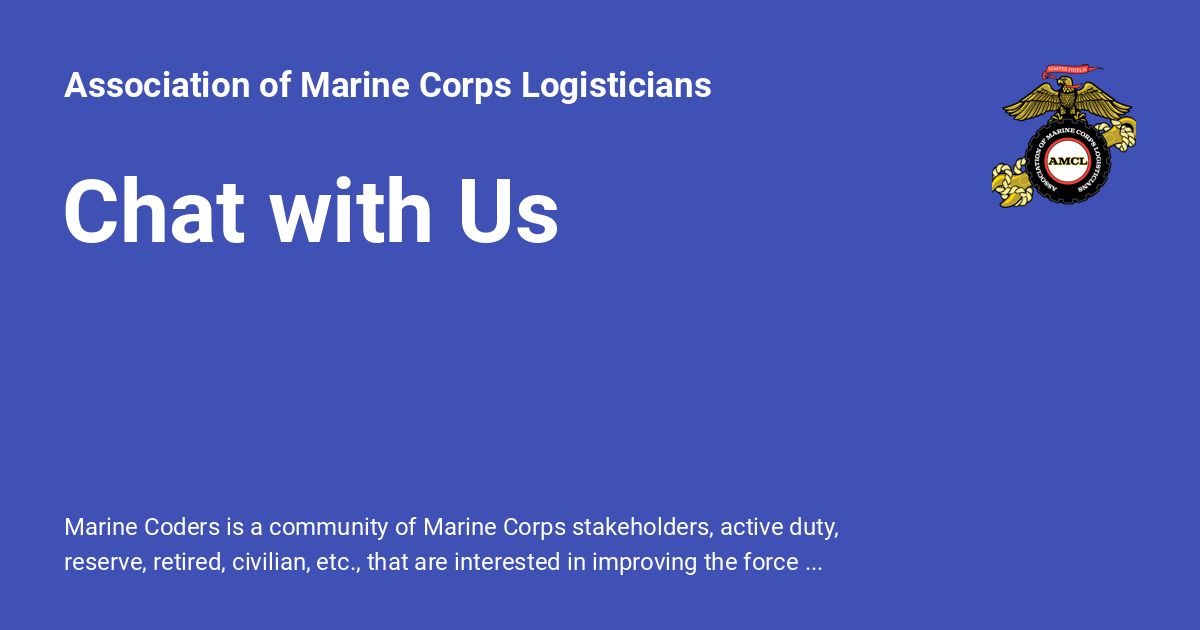 Association of Marine Corps Logisticians
SEMPER FIDELIS
ASSOCIATION OF MARINE CORPS LOGISTICIANS
AMCL
Chat with Us
Marine Coders is a community of Marine Corps stakeholders, active duty,
reserve, retired, civilian, etc., that are interested in improving the force ...